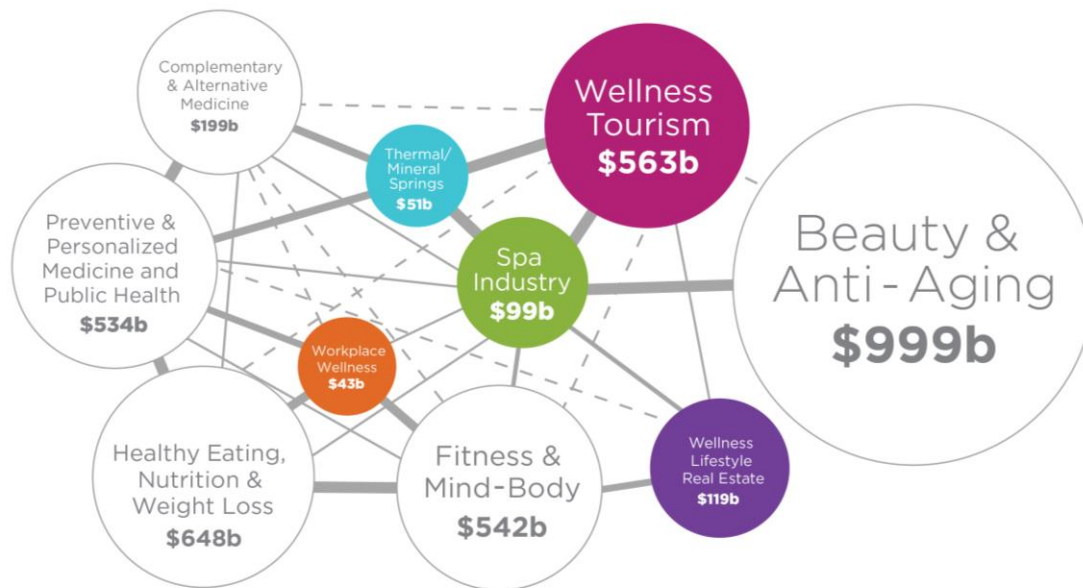 Complementary
& Alternative
Medicine
$199b
Wellness
Tourism
$563b
Thermal/
Mineral
Springs
$51b
Beauty &
Anti-Aging
$999b
Preventive &
Personalized
Medicine and
Public Health
$534b
Spa
Industry
$99b
Workplace
Wellness
$43b
Healthy Eating,
Nutrition &
Weight Loss
$648b
Fitness &
Mind-Body
$542b
Wellness
Lifestyle
Real Estate
$119b